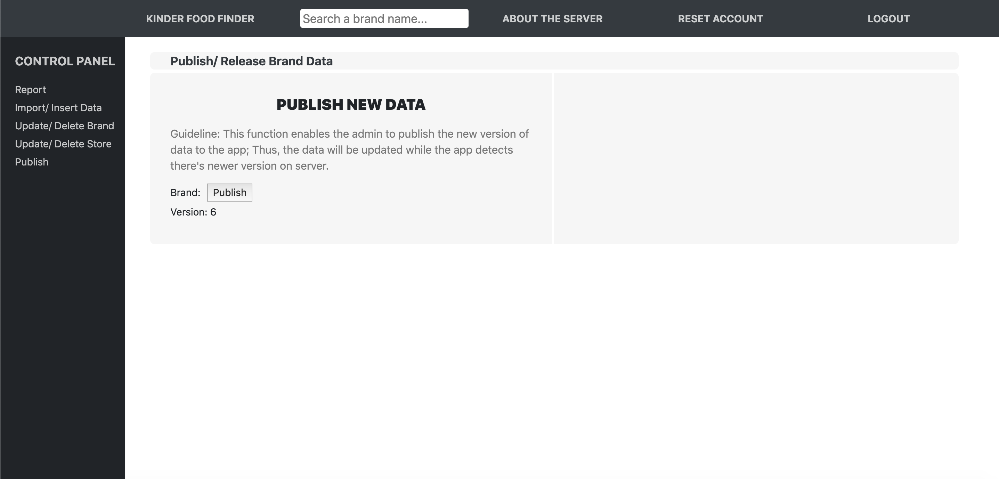 KINDER FOOD FINDER
Search a brand name...
ABOUT THE SERVER
RESET ACCOUNT
LOGOUT
CONTROL PANEL
Report
Import/ Insert Data
Update/ Delete Brand
Update/ Delete Store
Publish
Publish/ Release Brand Data
PUBLISH NEW DATA
Guideline: This function enables the admin to publish the new version of
data to the app; Thus, the data will be updated while the app detects
there's newer version on server.
Brand: Publish
Version: 6